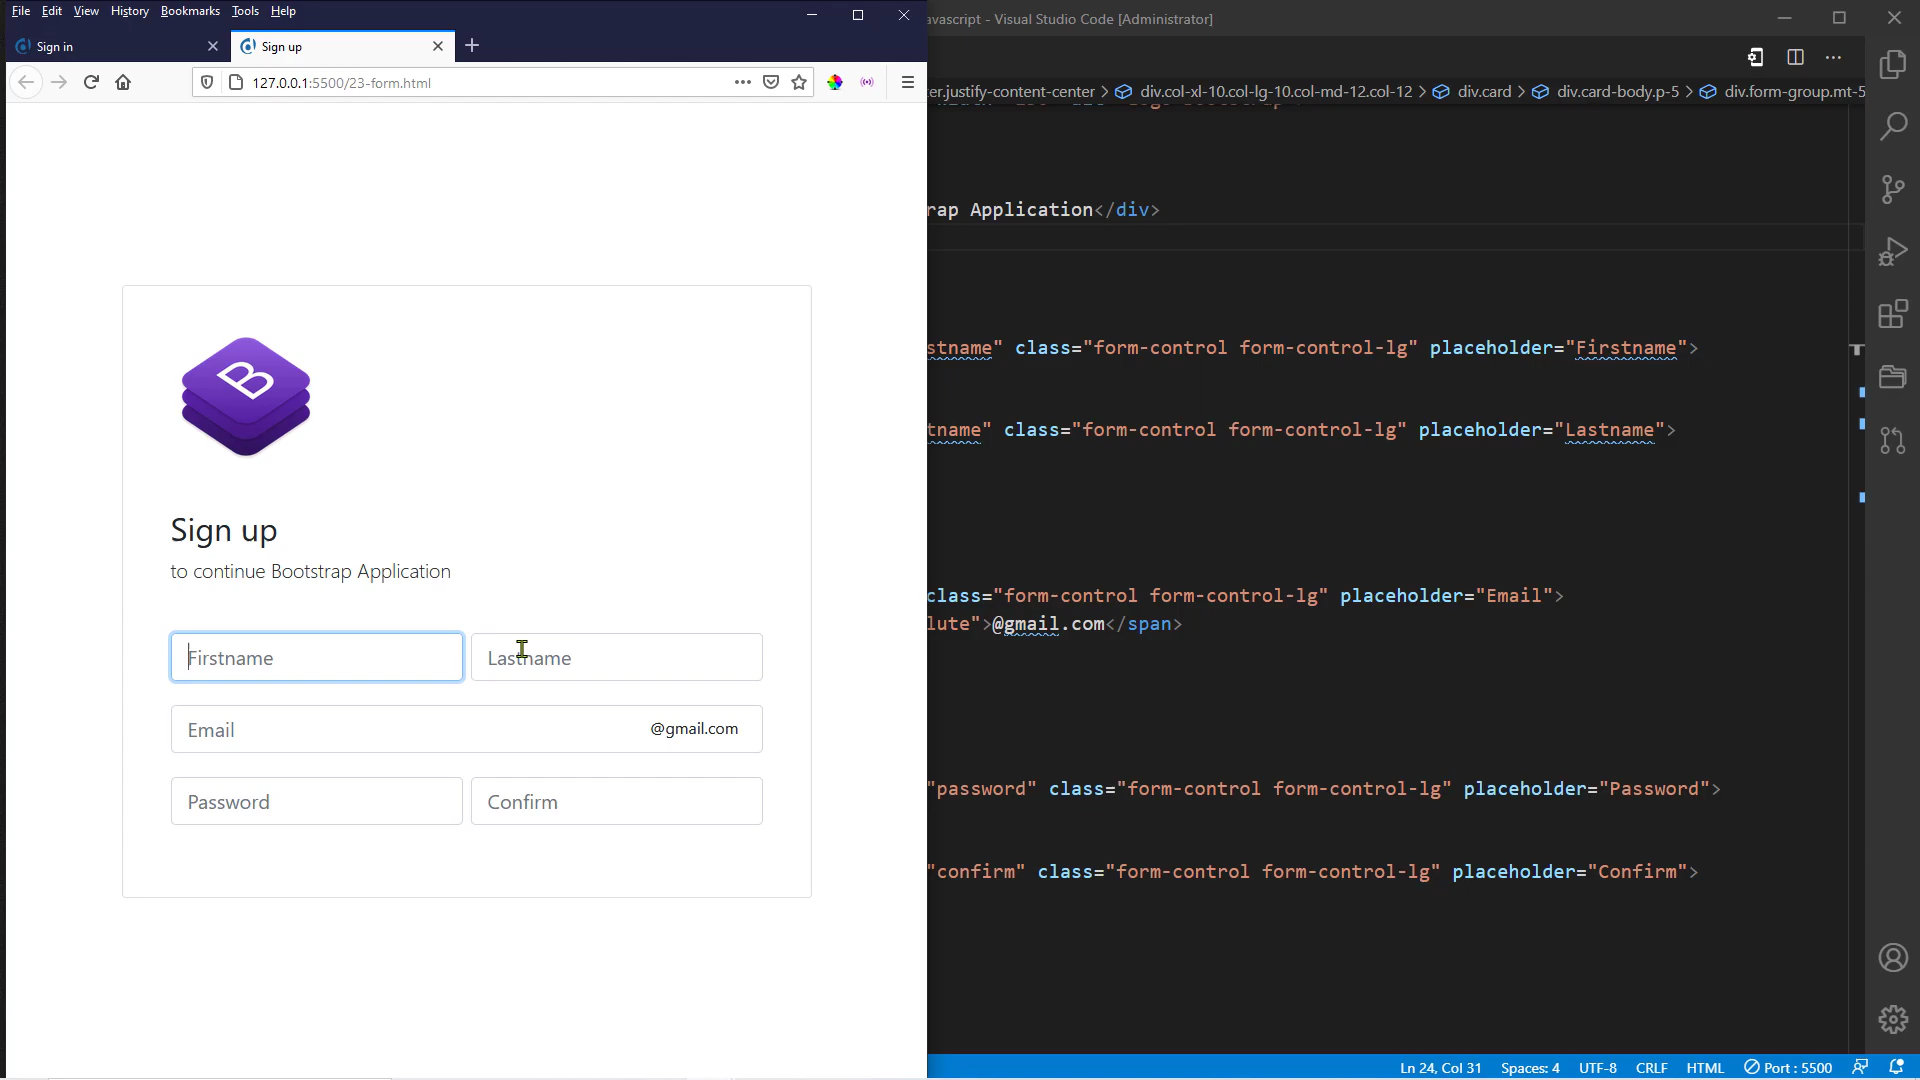 File Edit View History Bookmarks Tools Help
Sign in
Sign up
127.0.0.1:5500/23-form.html
B
Sign up
to continue Bootstrap Application
Firstname
Lastname
Email
@gmail.com
Password
Confirm
avascript - Visual Studio Code [Administrator]
ter.justify-content-center > div.col-xl-10.col-lg-10.col-md-12.col-12 > div.card > div.card-body.p-5 > div.form-group.mt-5
rap Application</div>
stname" class="form-control form-control-lg" placeholder="Firstname">
tname" class="form-control form-control-lg" placeholder="Lastname">
class="form-control form-control-lg" placeholder="Email">
lute">@gmail.com</span>
"password" class="form-control form-control-lg" placeholder="Password">
"confirm" class="form-control form-control-lg" placeholder="Confirm">
Ln 24, Col 31 Spaces: 4 UTF-8 CRLF HTML Port : 5500